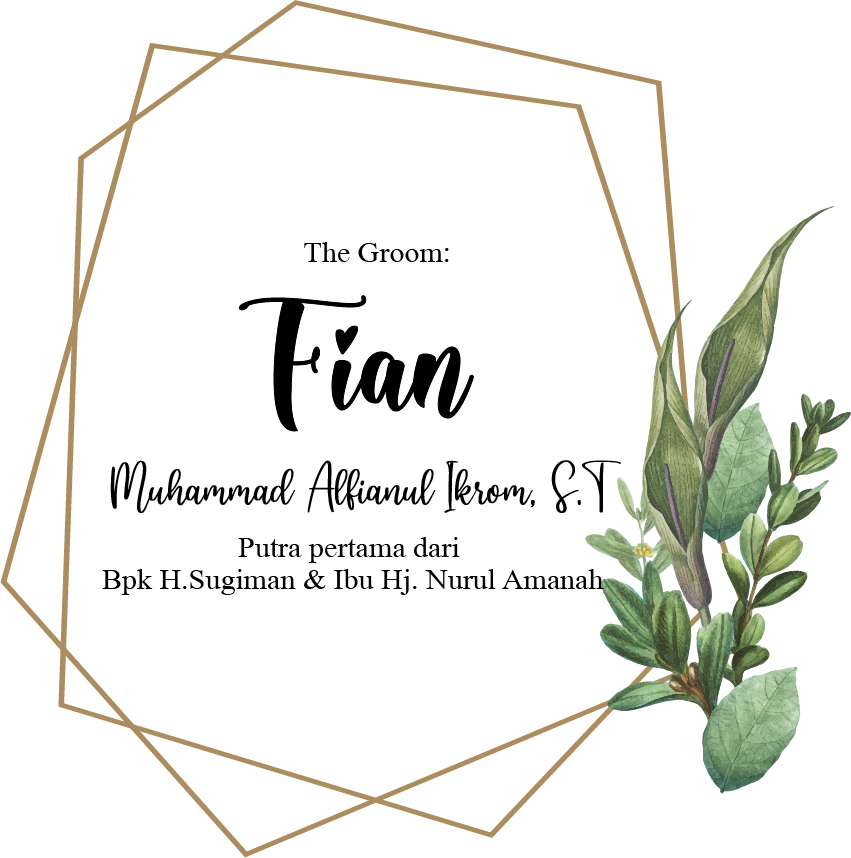 The Groom:
Fian
Muhammad Alfianul Ikrom, S.T
Putra pertama dari
Bpk H.Sugiman & Ibu Hj. Nurul Amanah